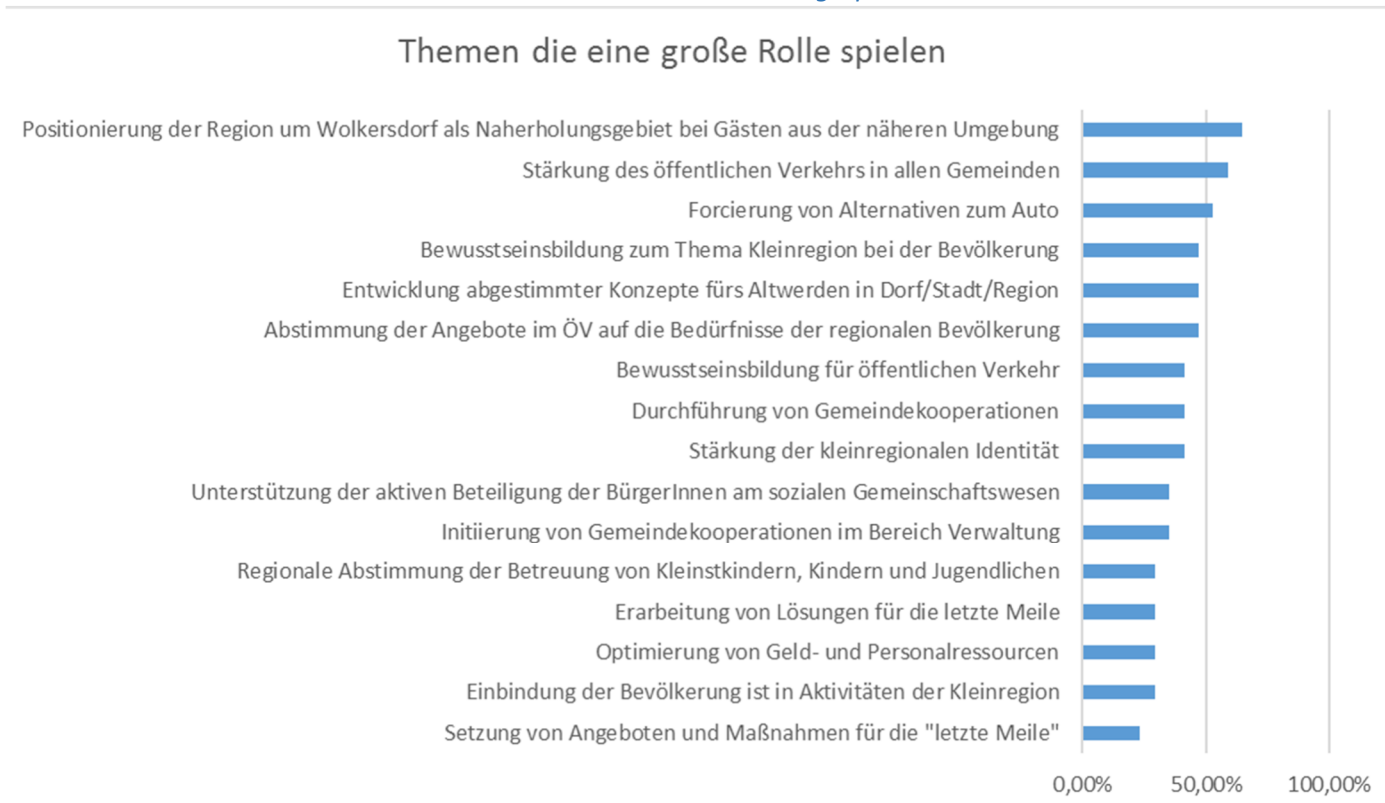 Themen die eine große Rolle spielen
Positionierung der Region um Wolkersdorf als Naherholungsgebiet bei Gästen aus der näheren Umgebung
Stärkung des öffentlichen Verkehrs in allen Gemeinden
Forcierung von Alternativen zum Auto
Bewusstseinsbildung zum Thema Kleinregion bei der Bevölkerung
Entwicklung abgestimmter Konzepte fürs Altwerden in Dorf/Stadt/Region
Abstimmung der Angebote im ÖV auf die Bedürfnisse der regionalen Bevölkerung
Bewusstseinsbildung für öffentlichen Verkehr
Durchführung von Gemeindekooperationen
Stärkung der kleinregionalen Identität
Unterstützung der aktiven Beteiligung der BürgerInnen am sozialen Gemeinschaftswesen
Initiierung von Gemeindekooperationen im Bereich Verwaltung
Regionale Abstimmung der Betreuung von Kleinstkindern, Kindern und Jugendlichen
Erarbeitung von Lösungen für die letzte Meile
Optimierung von Geld- und Personalressourcen
Einbindung der Bevölkerung ist in Aktivitäten der Kleinregion
Setzung von Angeboten und Maßnahmen für die "letzte Meile"
0,00% 50,00% 100,00%